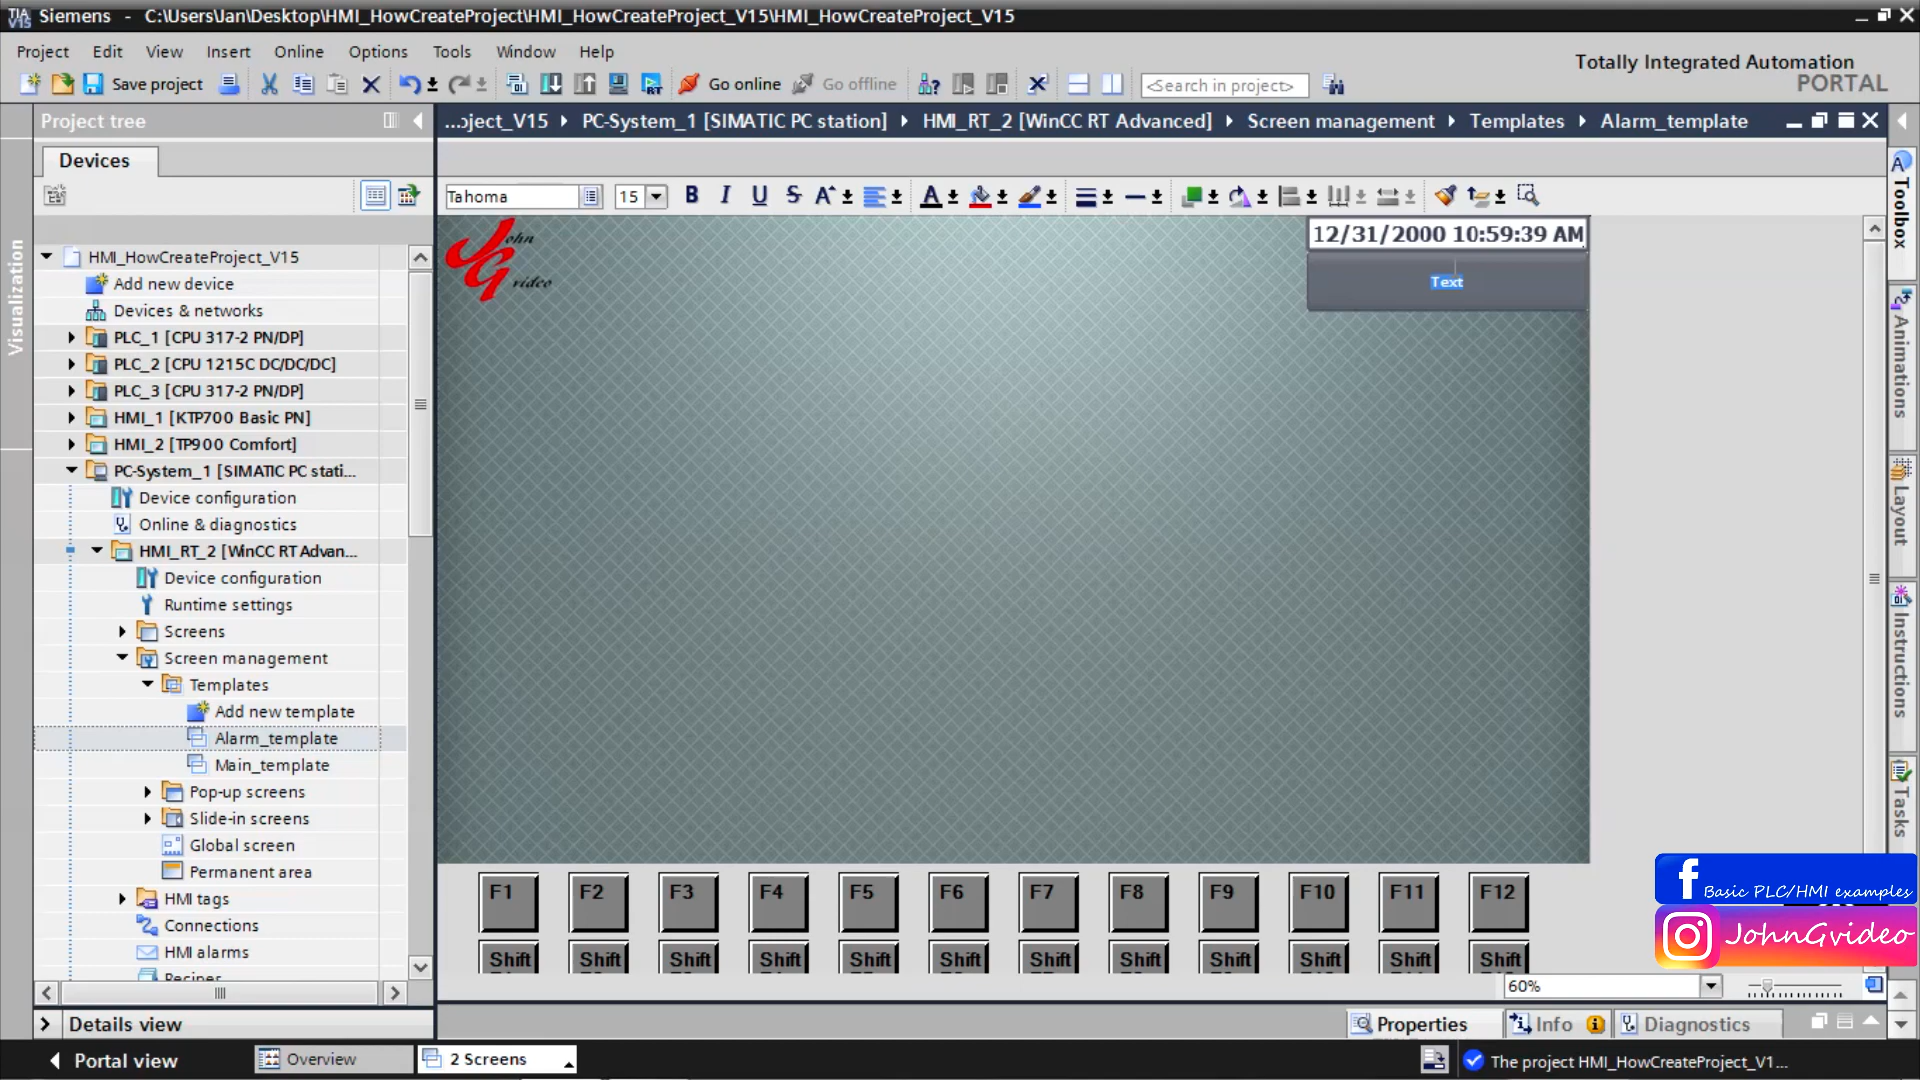 Siemens - C:\Users\Jan\Desktop\HMI_HowCreateProject\HMI_HowCreateProject_V15\HMI_HowCreateProject_V15
Project Edit View Insert Online Options Tools Window Help
Totally Integrated Automation
PORTAL
Save project
Go online
Go offline
<Search in project>
Project tree
...oject_V15 PC-System_1 [SIMATIC PC station] HMI_RT_2 [WinCC RT Advanced] Screen management Templates Alarm_template
Devices
Tahoma 15 B I U S A
Visualization
HMI_HowCreateProject_V15
Add new device
Devices & networks
PLC_1 [CPU 317-2 PN/DP]
PLC_2 [CPU 1215C DC/DC/DC]
PLC_3 [CPU 317-2 PN/DP]
HMI_1 [KTP700 Basic PN]
HMI_2 [TP900 Comfort]
PC-System_1 [SIMATIC PC stati...
Device configuration
Online & diagnostics
HMI_RT_2 [WinCC RT Advan...
Device configuration
Runtime settings
Screens
Screen management
Templates
Add new template
Alarm_template
Main_template
Pop-up screens
Slide-in screens
Global screen
Permanent area
HMI tags
Connections
HMI alarms
Recipes
John
G video
12/31/2000 10:59:39 AM
Text
F1 F2 F3 F4 F5 F6 F7 F8 F9 F10 F11 F12
Shift Shift Shift Shift Shift Shift Shift Shift Shift Shift Shift Shift
Toolbox
Animations
Layout
Instructions
Tasks
Basic PLC/HMI examples
JohnGvideo
60%
Details view
Properties Info Diagnostics
Portal view
Overview
2 Screens
The project HMI_HowCreateProject_V1...